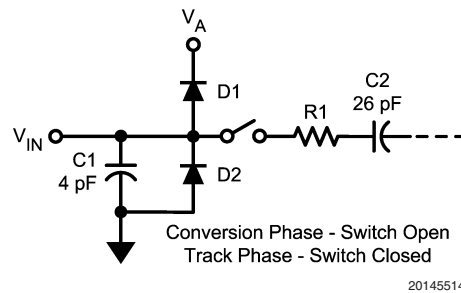 VA
D1
C2
26 pF
R1
VIN
C1
4 pF
D2
Conversion Phase - Switch Open
Track Phase - Switch Closed
20145514